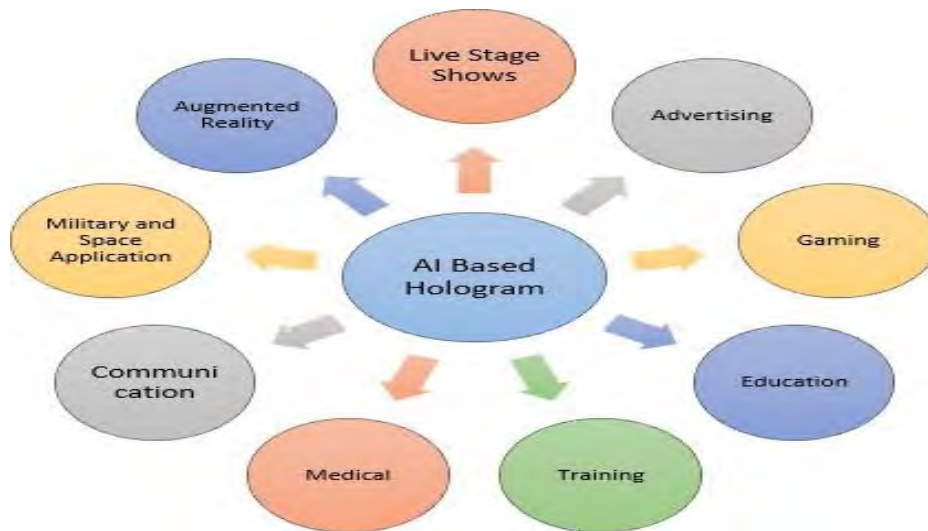 Live Stage
Shows
Advertising
Gaming
Education
Training
Medical
Communi
cation
Military and
Space
Application
Augmented
Reality
AI Based
Hologram